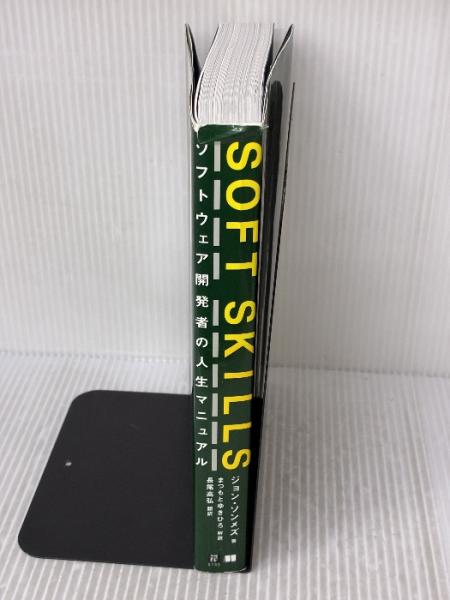 SOFT SKILLS
ソフトウェア開発者の人生マニュアル
ジョン・ソンメズ 著
まつもとゆきひろ 解説
長尾高弘 翻訳